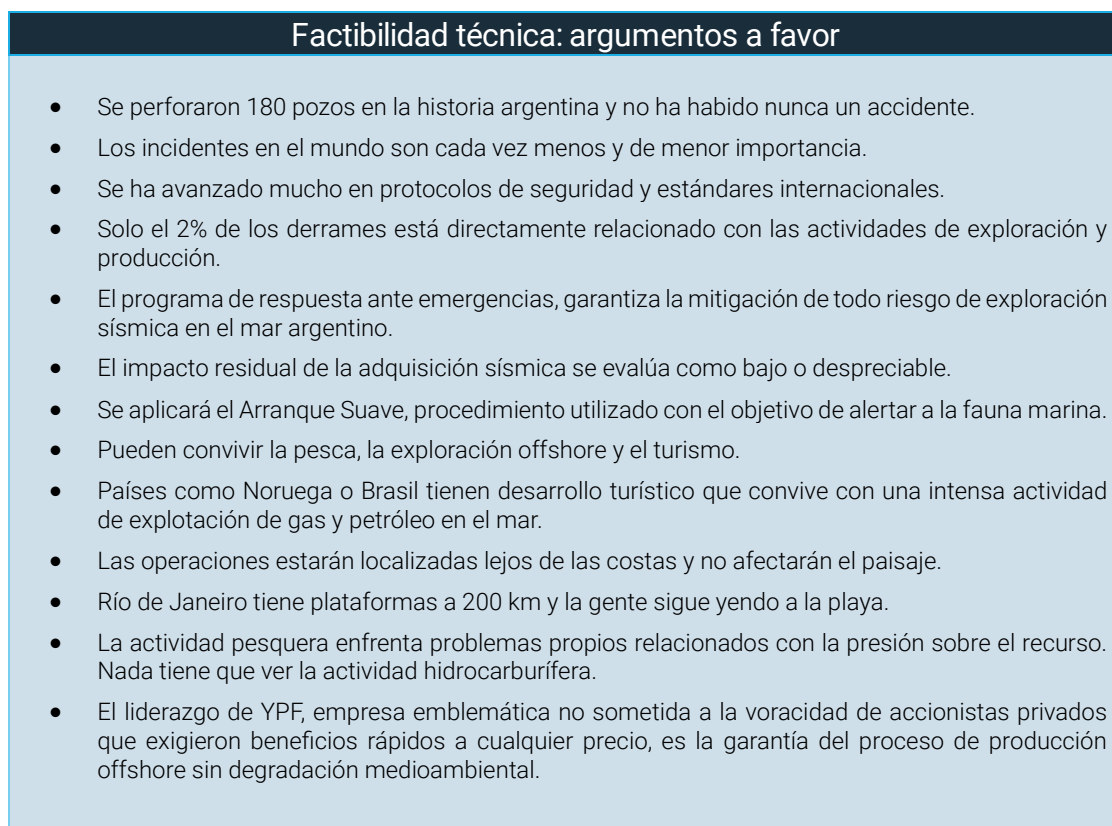 Factibilidad técnica: argumentos a favor
• Se perforaron 180 pozos en la historia argentina y no ha habido nunca un accidente.
• Los incidentes en el mundo son cada vez menos y de menor importancia.
• Se ha avanzado mucho en protocolos de seguridad y estándares internacionales.
• Solo el 2% de los derrames está directamente relacionado con las actividades de exploración y
producción.
• El programa de respuesta ante emergencias, garantiza la mitigación de todo riesgo de exploración
sísmica en el mar argentino.
• El impacto residual de la adquisición sísmica se evalúa como bajo o despreciable.
• Se aplicará el Arranque Suave, procedimiento utilizado con el objetivo de alertar a la fauna marina.
• Pueden convivir la pesca, la exploración offshore y el turismo.
• Países como Noruega o Brasil tienen desarrollo turístico que convive con una intensa actividad
de explotación de gas y petróleo en el mar.
• Las operaciones estarán localizadas lejos de las costas y no afectarán el paisaje.
• Río de Janeiro tiene plataformas a 200 km y la gente sigue yendo a la playa.
• La actividad pesquera enfrenta problemas propios relacionados con la presión sobre el recurso.
Nada tiene que ver la actividad hidrocarburífera.
• El liderazgo de YPF, empresa emblemática no sometida a la voracidad de accionistas privados
que exigieron beneficios rápidos a cualquier precio, es la garantía del proceso de producción
offshore sin degradación medioambiental.